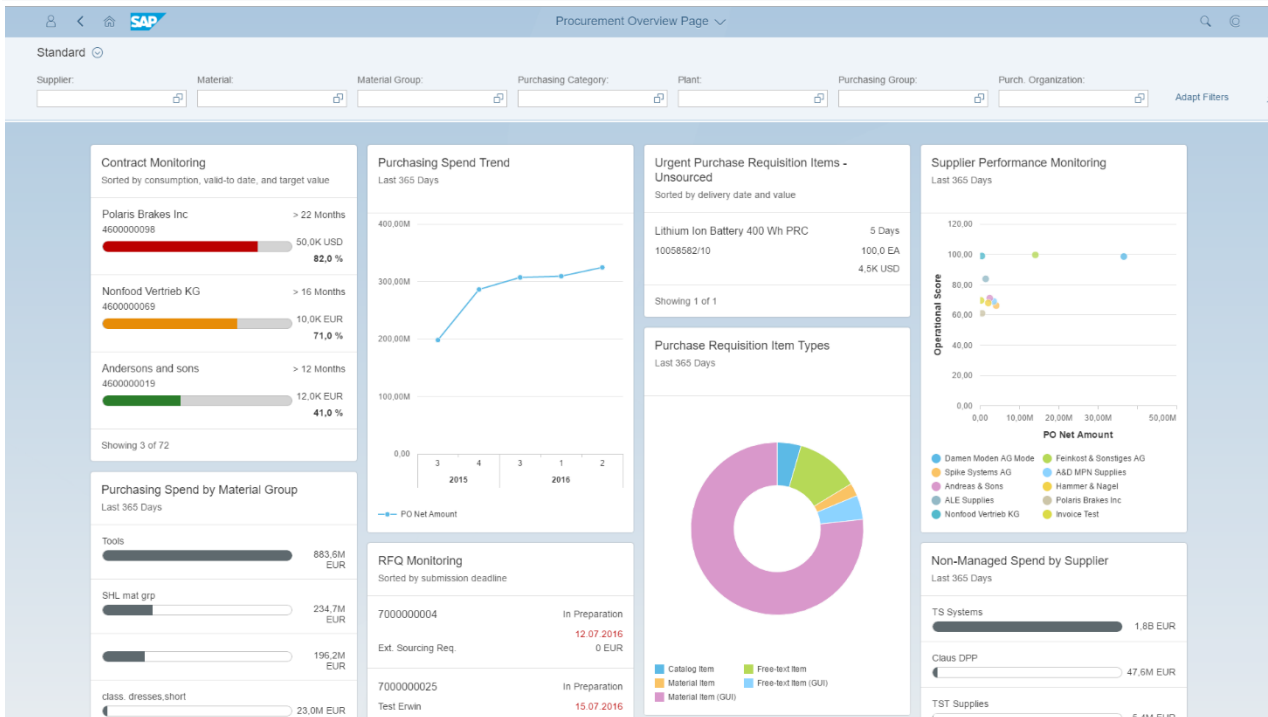 SAP
Procurement Overview Page
Standard
Supplier:
Material:
Material Group:
Purchasing Category:
Plant:
Purchasing Group:
Purch. Organization:
Adapt Filters
Contract Monitoring
Sorted by consumption, valid-to date, and target value
Polaris Brakes Inc > 22 Months
4600000098
50,0K USD
82,0 %
Nonfood Vertrieb KG > 16 Months
4600000069
10,0K EUR
71,0 %
Andersons and sons > 12 Months
4600000019
12,0K EUR
41,0 %
Showing 3 of 72
Purchasing Spend by Material Group
Last 365 Days
Tools
883,6M
EUR
SHL mat grp
234,7M
EUR
196,2M
EUR
class. dresses,short
23,0M EUR
Purchasing Spend Trend
Last 365 Days
400,00M
300,00M
200,00M
100,00M
0,00
3 4 3 1 2
2015 2016
PO Net Amount
RFQ Monitoring
Sorted by submission deadline
7000000004 In Preparation
12.07.2016
Ext. Sourcing Req. 0 EUR
7000000025 In Preparation
Test Erwin 15.07.2016
Urgent Purchase Requisition Items -
Unsourced
Sorted by delivery date and value
Lithium Ion Battery 400 Wh PRC 5 Days
10058582/10 100,0 EA
4,5K USD
Showing 1 of 1
Purchase Requisition Item Types
Last 365 Days
Catalog Item Free-text Item
Material Item Free-text Item (GUI)
Material Item (GUI)
Supplier Performance Monitoring
Last 365 Days
Operational Score
120,00
100,00
80,00
60,00
40,00
20,00
0,00
0,00 10,00M 20,00M 30,00M 50,00M
PO Net Amount
Damen Moden AG Mode Feinkost & Sonstiges AG
Spike Systems AG A&D MPN Supplies
Andreas & Sons Hammer & Nagel
ALE Supplies Polaris Brakes Inc
Nonfood Vertrieb KG Invoice Test
Non-Managed Spend by Supplier
Last 365 Days
TS Systems
1,8B EUR
Claus DPP
47,6M EUR
TST Supplies